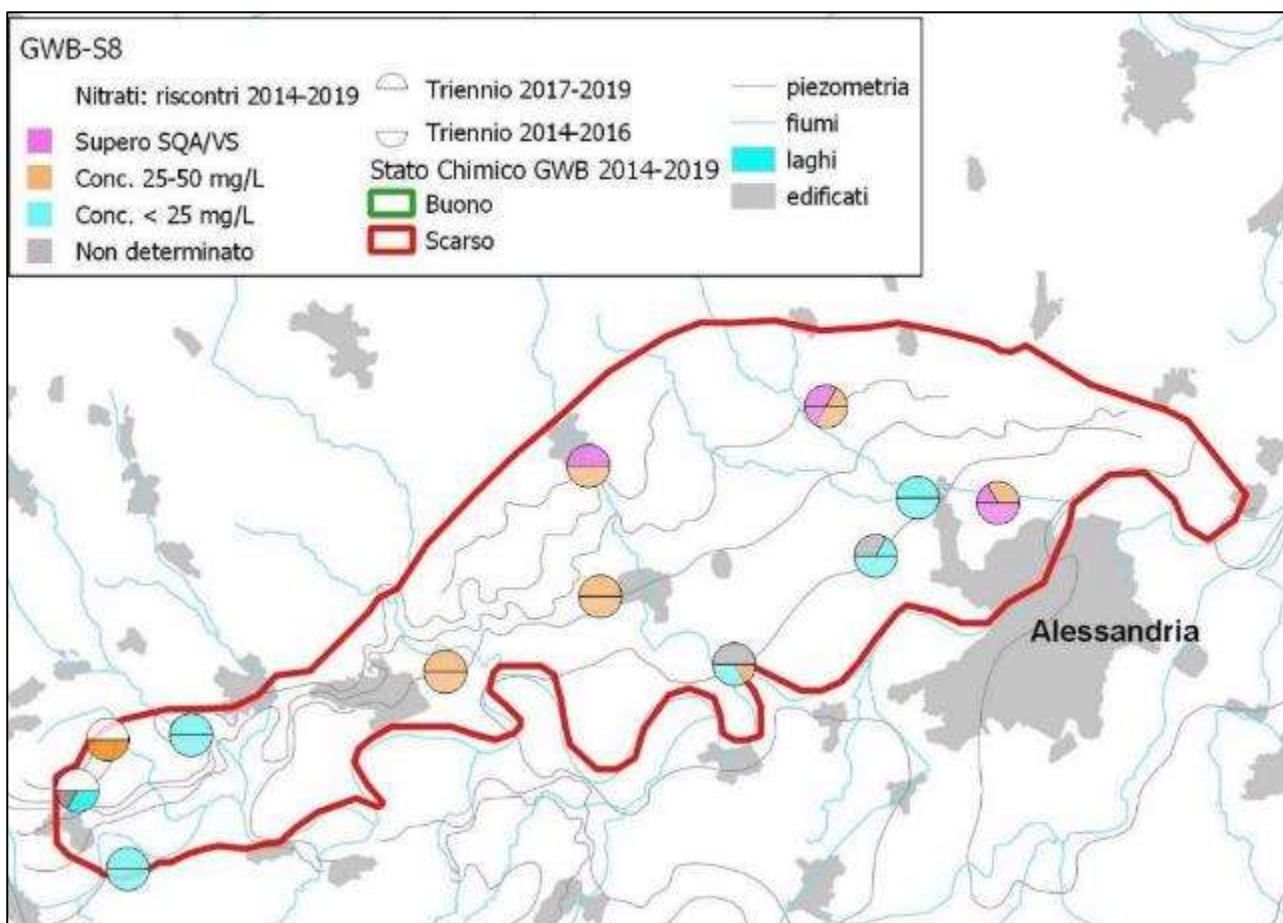 GWB-S8
Nitrati: riscontri 2014-2019
Supero SQA/VS
Conc. 25-50 mg/L
Conc. < 25 mg/L
Non determinato
Triennio 2017-2019
Triennio 2014-2016
Stato Chimico GWB 2014-2019
Buono
Scarso
piezometria
fiumi
laghi
edificati
Alessandria